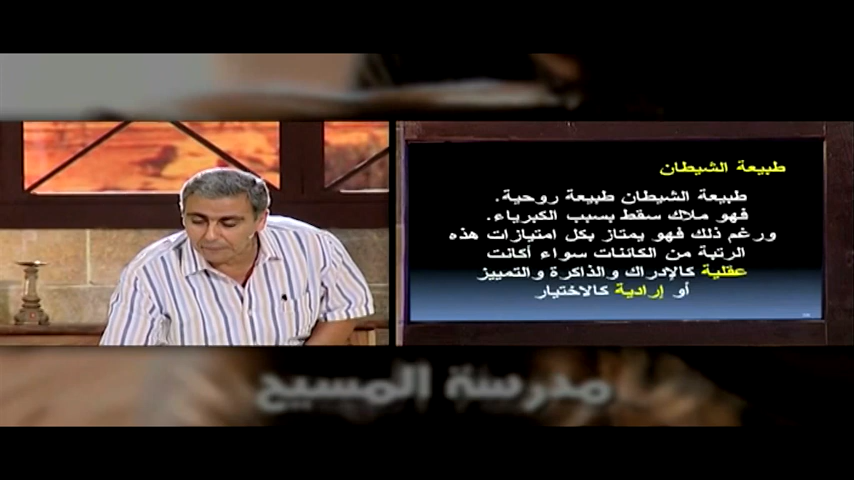 طبيعة الشيطان
طبيعة الشيطان طبيعة روحية.
فهو ملاك سقط بسبب الكبرياء.
ورغم ذلك فهو يمتاز بكل امتيازات هذه
الرتبة من الكائنات سواء أكانت
عقلية كالإدراك والذاكرة والتمييز
أو إرادية كالاختيار
مدرسة المسيح